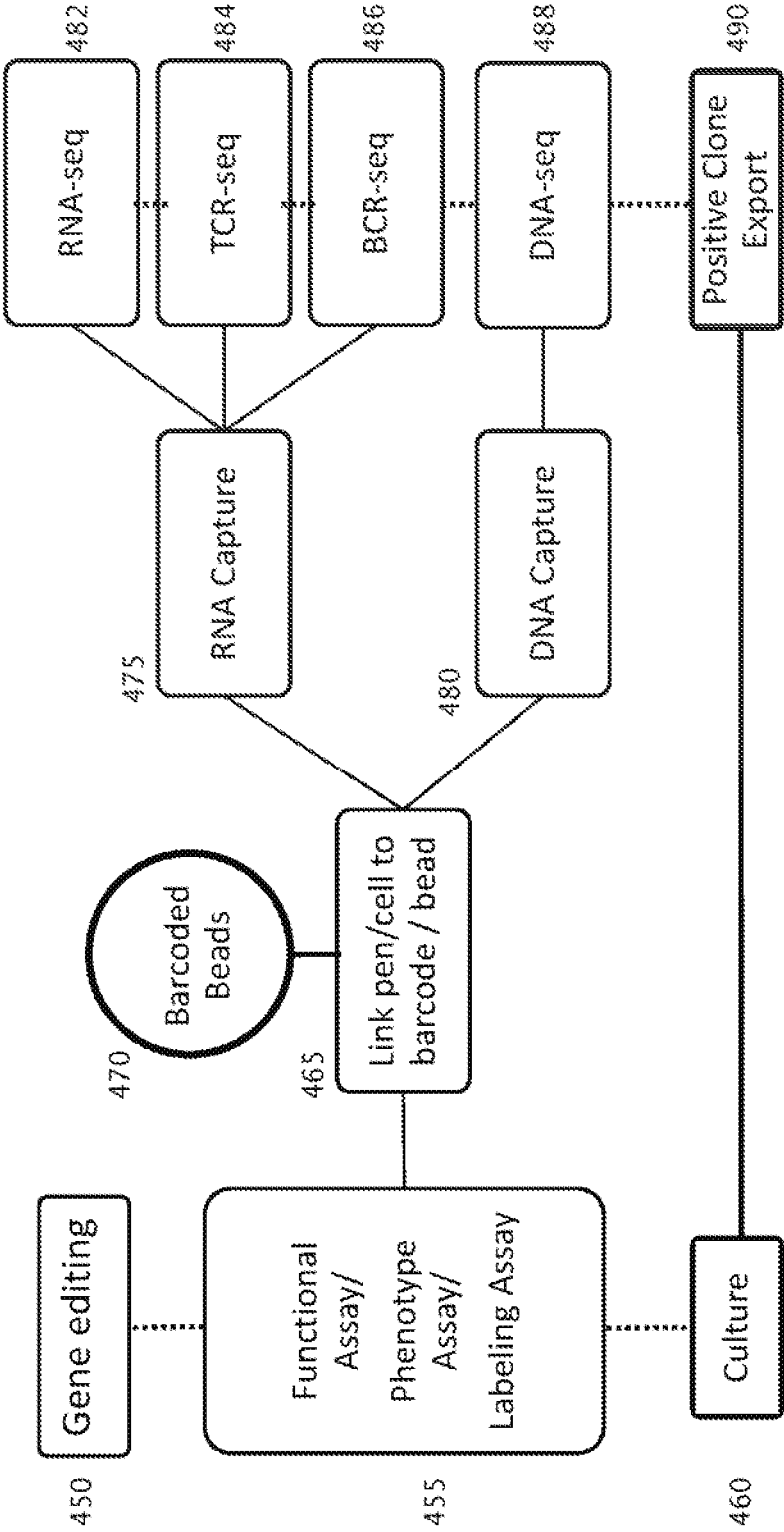 450
Gene editing
455
Functional
Assay/
Phenotype
Assay/
Labeling Assay
460
Culture
470
Barcoded
Beads
465
Link pen/cell to
barcode / bead
475
RNA Capture
480
DNA Capture
RNA-seq
482
TCR-seq
484
BCR-seq
486
DNA-seq
488
Positive Clone
Export
490